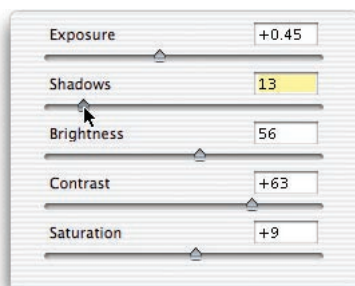 Exposure +0.45
Shadows 13
Brightness 56
Contrast +63
Saturation +9